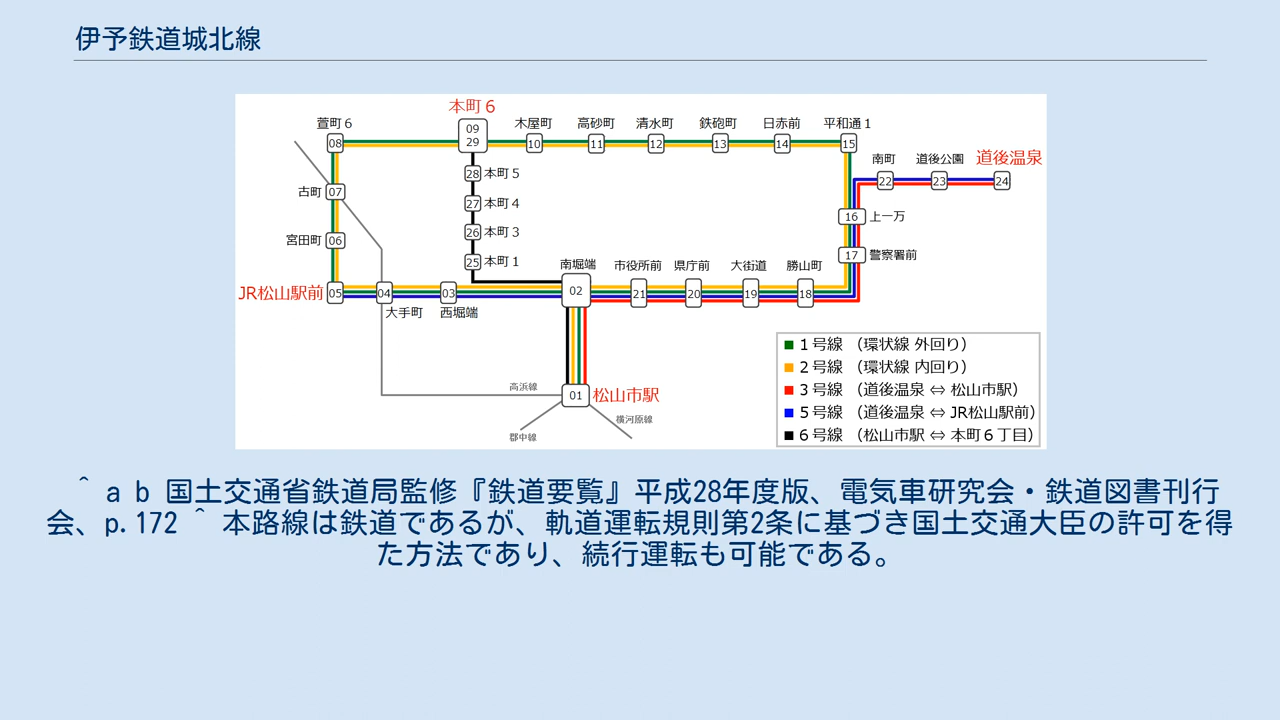 伊予鉄道城北線
本町６
萱町６
08
09
29
木屋町
10
高砂町
11
清水町
12
鉄砲町
13
日赤前
14
平和通１
15
南町
22
道後公園
23
道後温泉
24
古町
07
28
本町５
27
本町４
宮田町
06
26
本町３
25
本町１
16
上一万
17
警察署前
JR松山駅前
05
04
大手町
03
西堀端
南堀端
02
市役所前
21
県庁前
20
大街道
19
勝山町
18
高浜線
01
松山市駅
郡中線
横河原線
１号線 （環状線 外回り）
２号線 （環状線 内回り）
３号線 （道後温泉 ⇔ 松山市駅）
５号線 （道後温泉 ⇔ JR松山駅前）
６号線 （松山市駅 ⇔ 本町６丁目）
^ a b 国土交通省鉄道局監修『鉄道要覧』平成28年度版、電気車研究会・鉄道図書刊行
会、p.172 ^ 本路線は鉄道であるが、軌道運転規則第2条に基づき国土交通大臣の許可を得
た方法であり、続行運転も可能である。